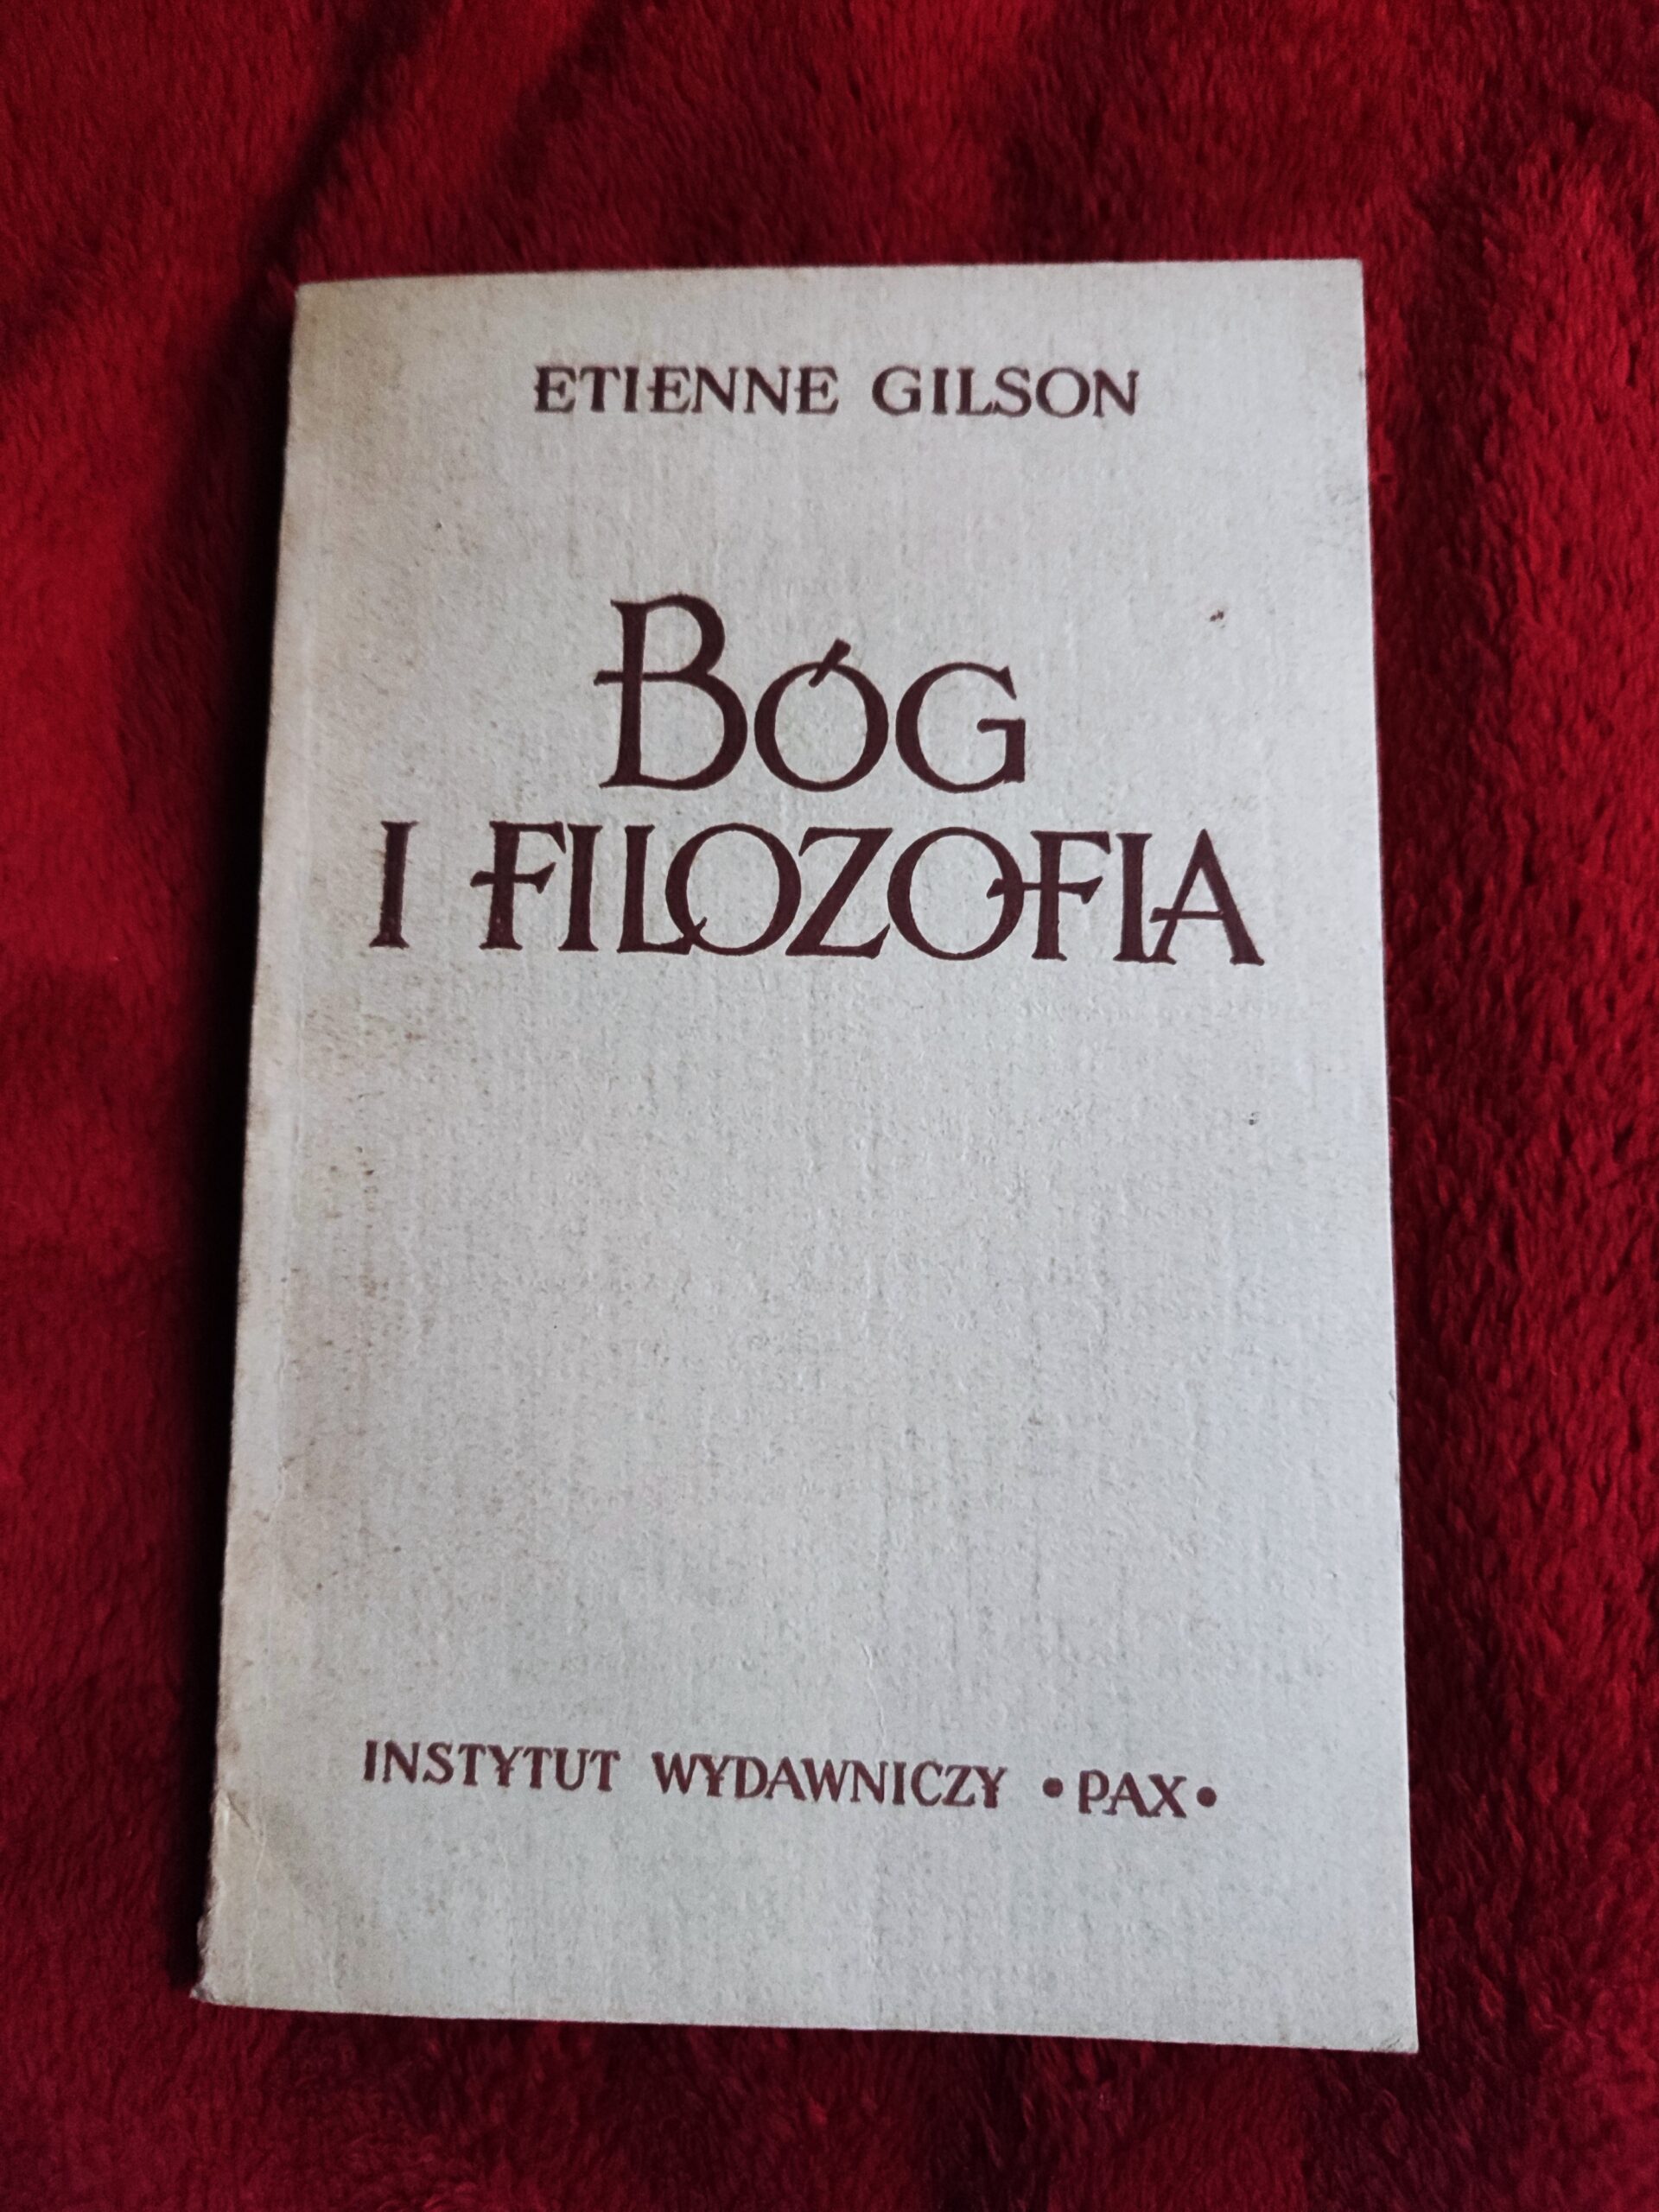 ETIENNE GILSON
BÓG
I FILOZOFIA
INSTYTUT WYDAWNICZY • PAX •